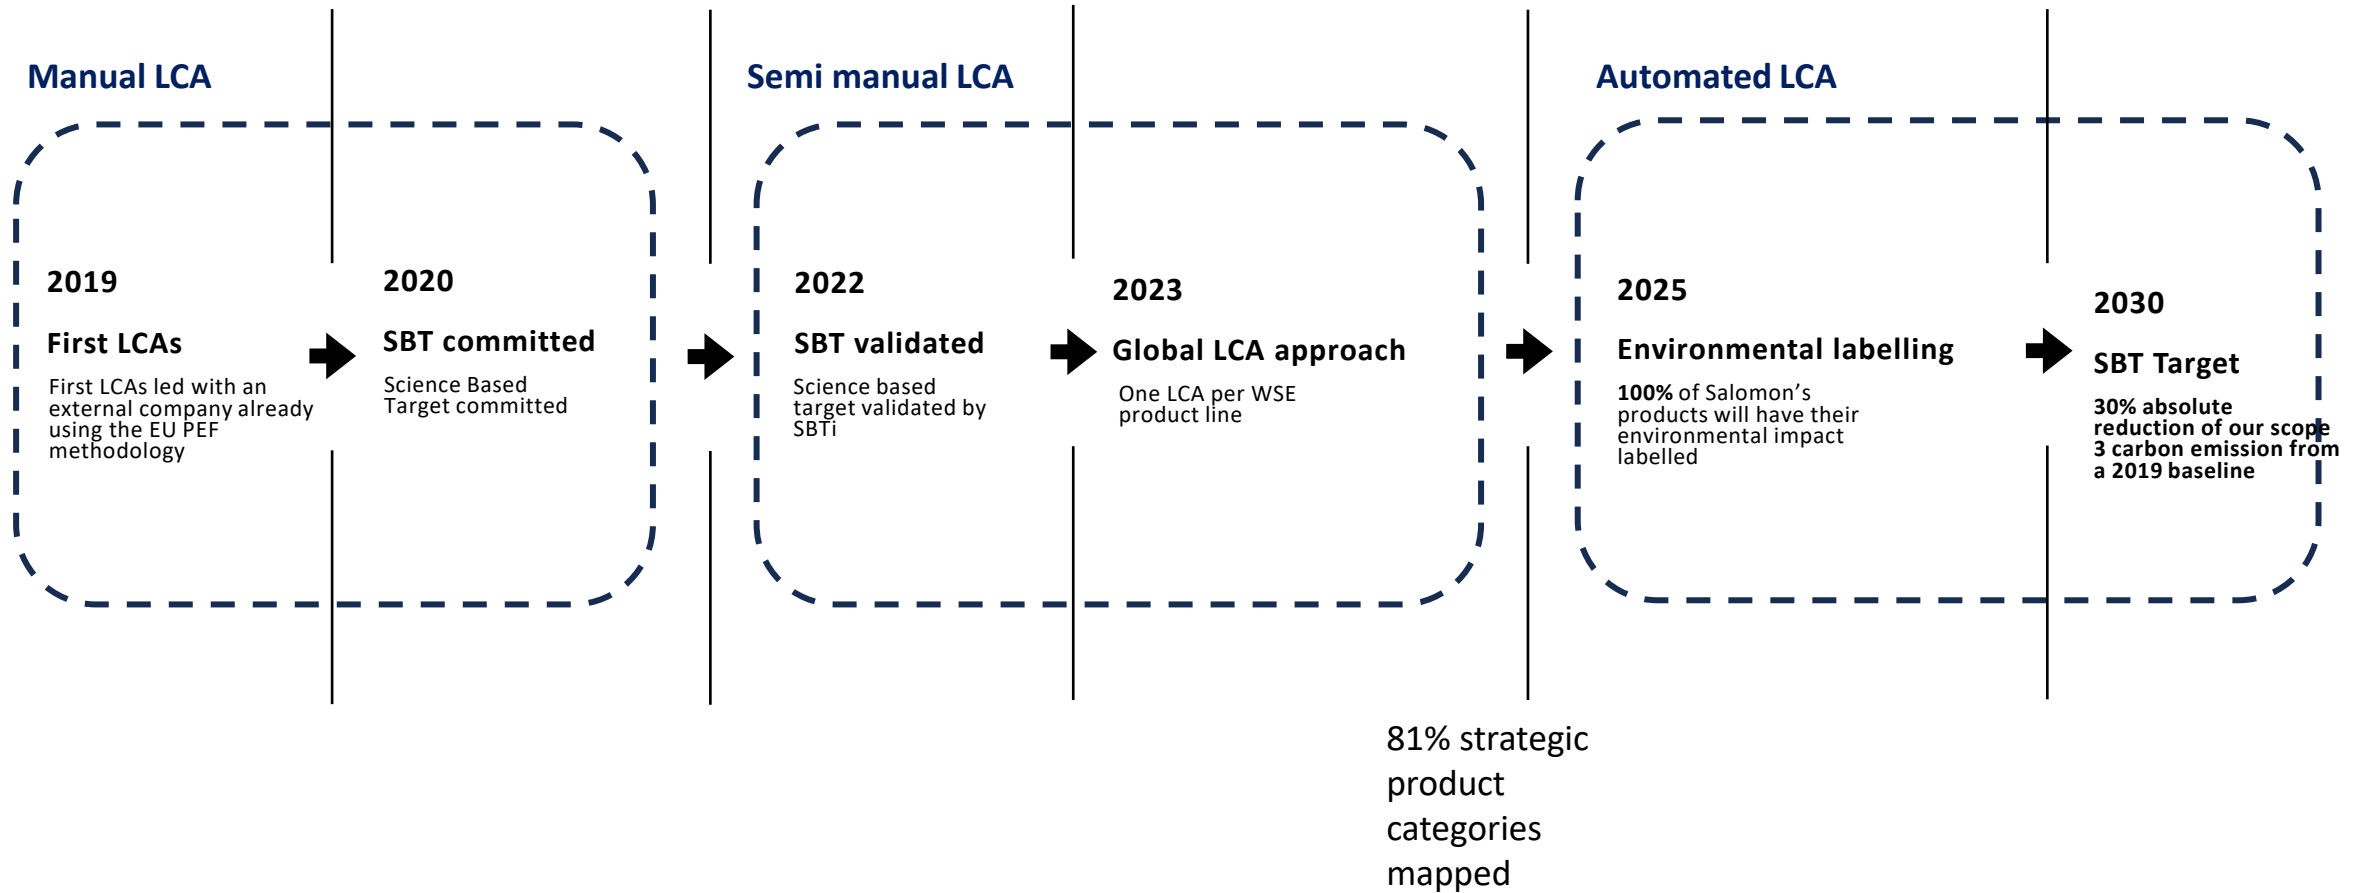 Manual LCA
2019
First LCAs
First LCAs led with an
external company already
using the EU PEF
methodology
2020
SBT committed
Science Based
Target committed
Semi manual LCA
2022
SBT validated
Science based
target validated by
SBTi
2023
Global LCA approach
One LCA per WSE
product line
Automated LCA
2025
Environmental labelling
100% of Salomon’s
products will have their
environmental impact
labelled
2030
SBT Target
30% absolute
reduction of our scope
3 carbon emission from
a 2019 baseline
81% strategic
product
categories
mapped